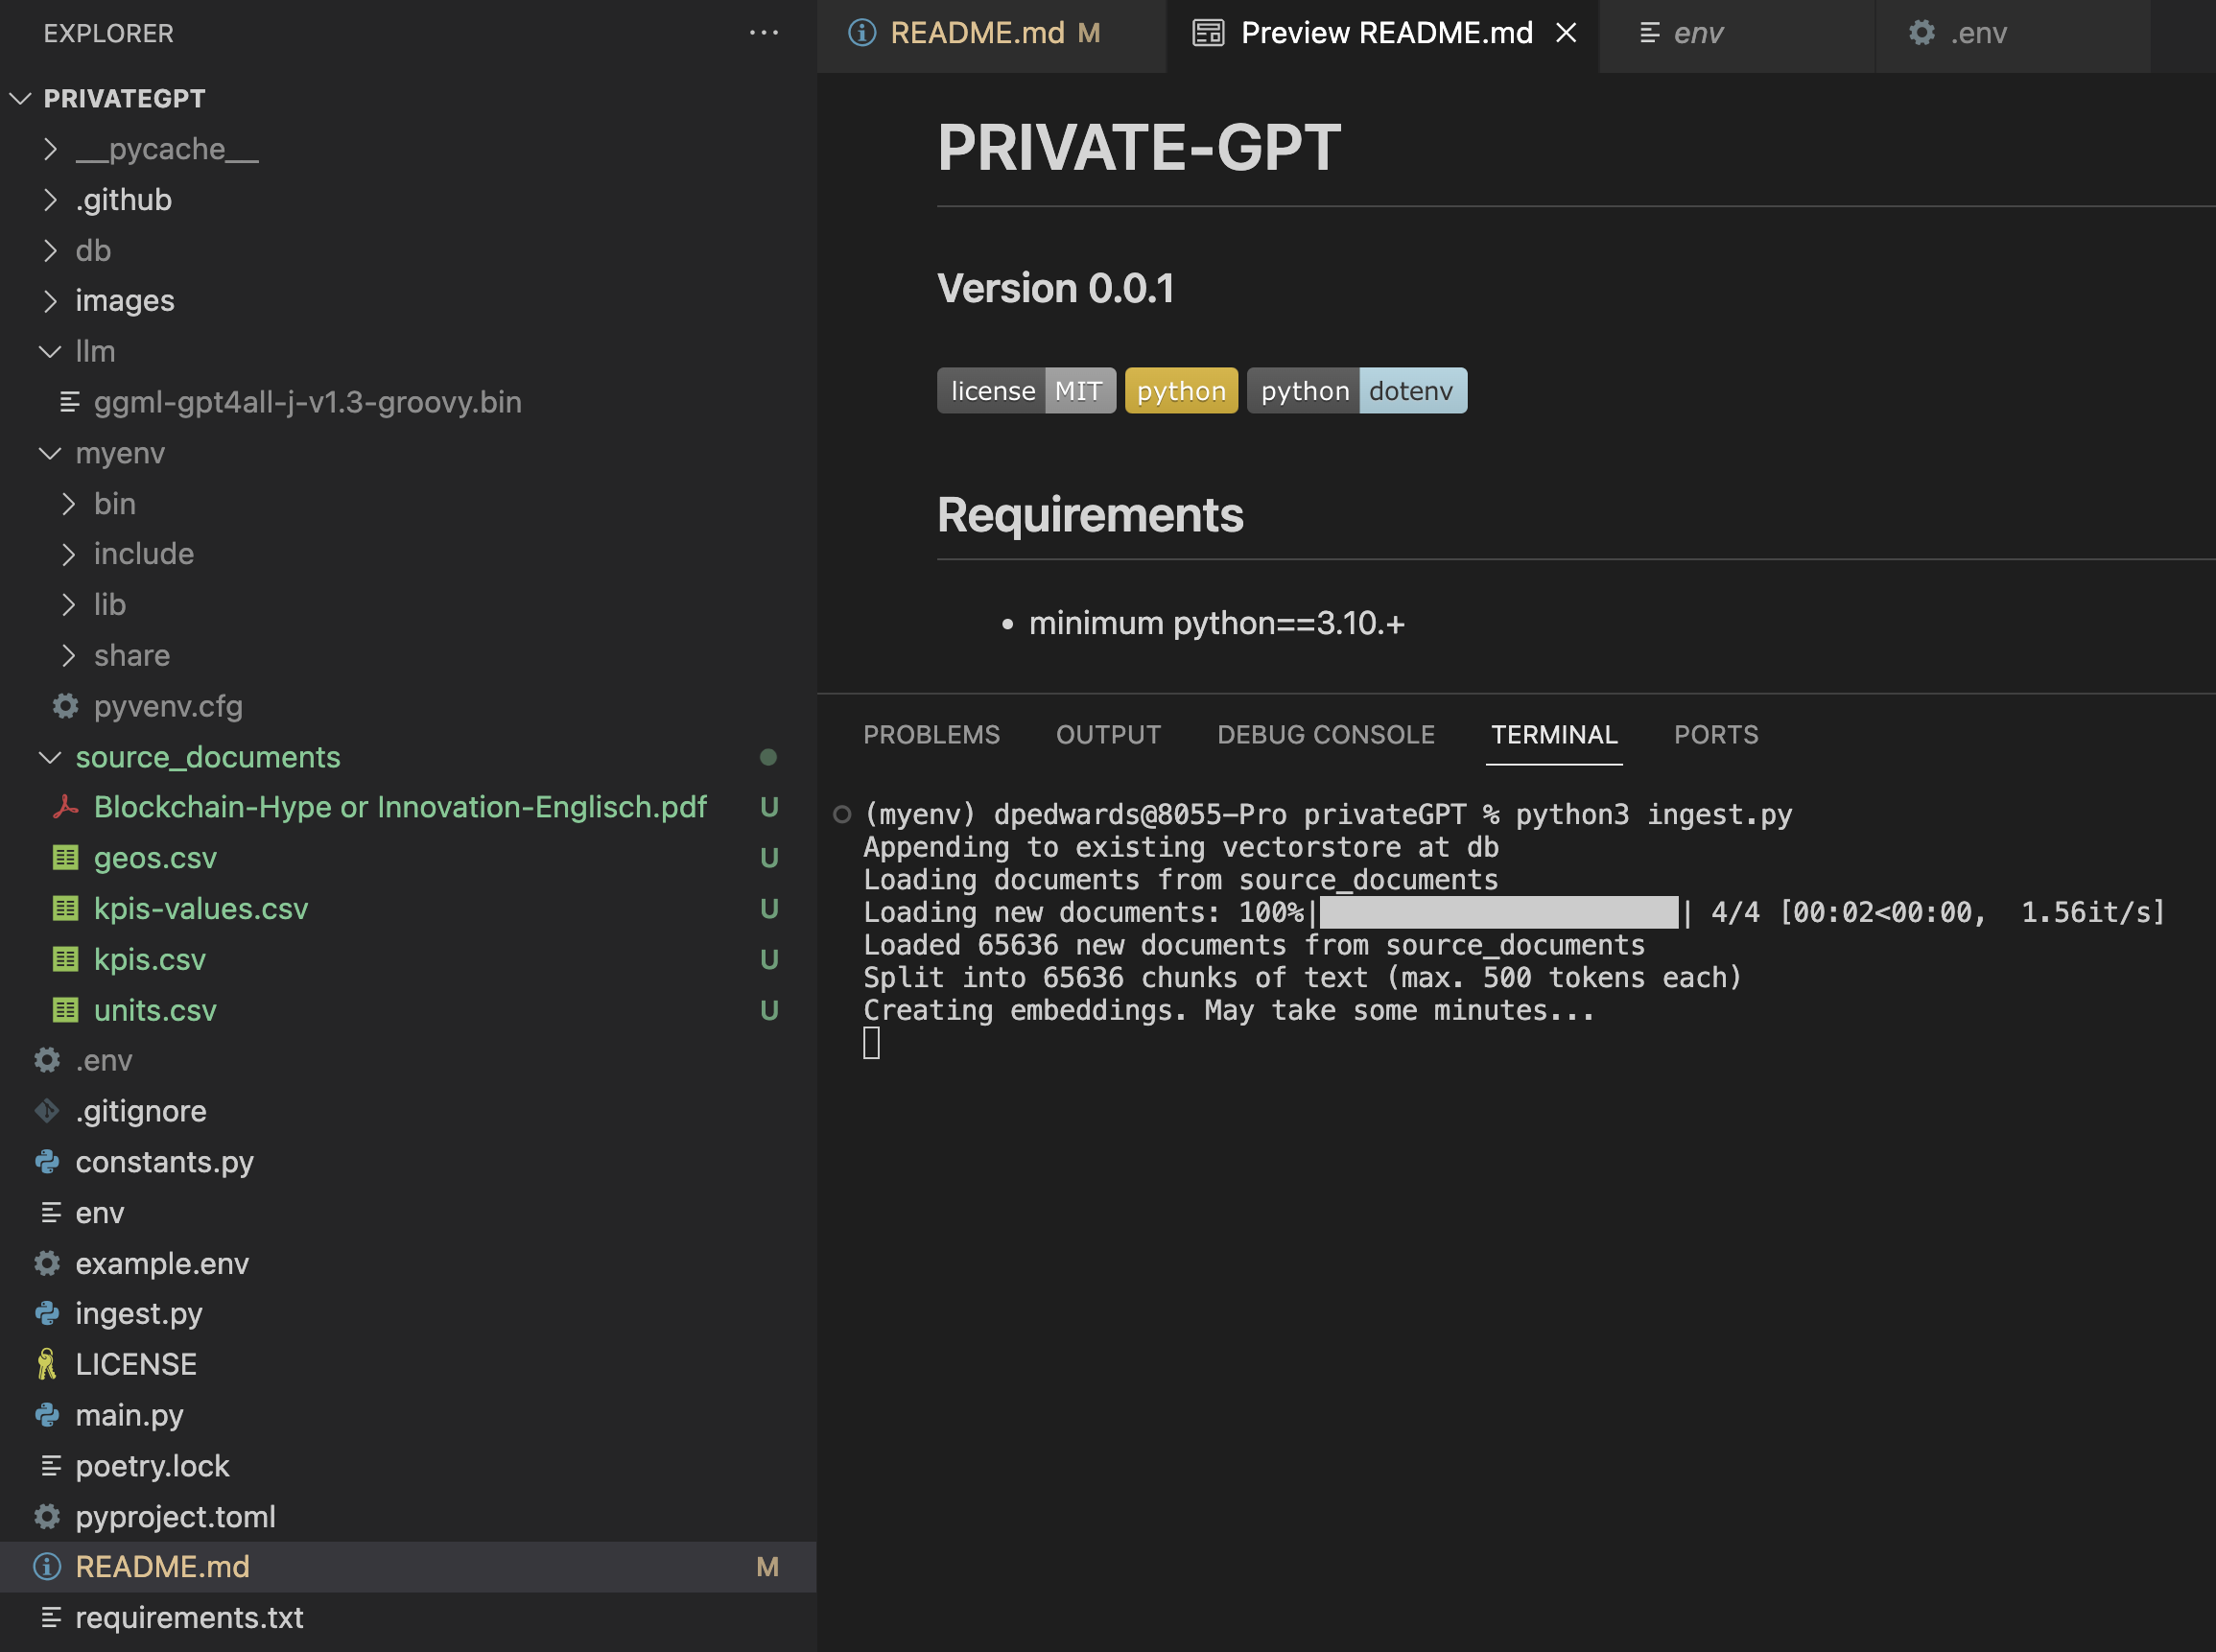 EXPLORER
PRIVATEGPT
__pycache__
.github
db
images
llm
ggml-gpt4all-j-v1.3-groovy.bin
myenv
bin
include
lib
share
pyvenv.cfg
source_documents
Blockchain-Hype or Innovation-Englisch.pdf U
geos.csv U
kpis-values.csv U
kpis.csv U
units.csv U
.env
.gitignore
constants.py
env
example.env
ingest.py
LICENSE
main.py
poetry.lock
pyproject.toml
README.md M
requirements.txt
README.md M Preview README.md env .env
PRIVATE-GPT
Version 0.0.1
license MIT python python dotenv
Requirements
• minimum python==3.10.+
PROBLEMS OUTPUT DEBUG CONSOLE TERMINAL PORTS
(myenv) dpedwards@8055-Pro privateGPT % python3 ingest.py
Appending to existing vectorstore at db
Loading documents from source_documents
Loading new documents: 100%| | 4/4 [00:02<00:00, 1.56it/s]
Loaded 65636 new documents from source_documents
Split into 65636 chunks of text (max. 500 tokens each)
Creating embeddings. May take some minutes...